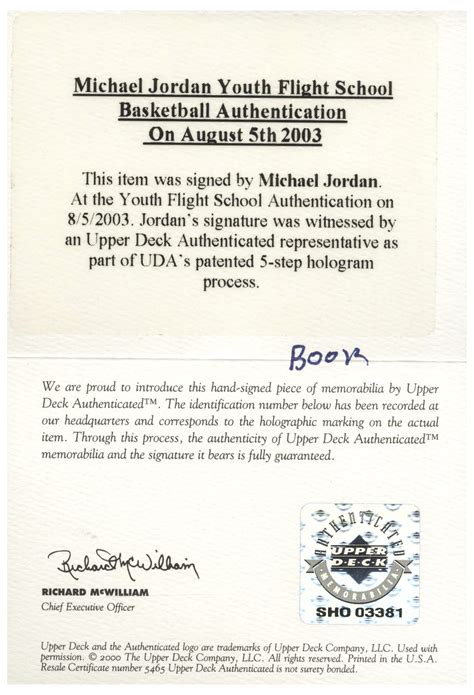 Michael Jordan Youth Flight School
Basketball Authentication
On August 5th 2003
This item was signed by Michael Jordan.
At the Youth Flight School Authentication on
8/5/2003. Jordan's signature was witnessed by
an Upper Deck Authenticated representative as
part of UDA's patented 5-step hologram
process.
BOOK
We are proud to introduce this hand-signed piece of memorabilia by Upper
Deck Authenticated™. The identification number below has been recorded at
our headquarters and corresponds to the holographic marking on the actual
item. Through this process, the authenticity of Upper Deck Authenticated™
memorabilia and the signature it bears is fully guaranteed.
Richard McWilliam
RICHARD McWILLIAM
Chief Executive Officer
AUTHENTICATED
UPPER
DECK
MEMORABILIA
SHO 03381
Upper Deck and the Authenticated logo are trademarks of Upper Deck Company, LLC. Used with
permission. © 2000 The Upper Deck Company, LLC. All rights reserved. Printed in the U.S.A.
Resale Certificate number 5465 Upper Deck Authenticated is not surety bonded.